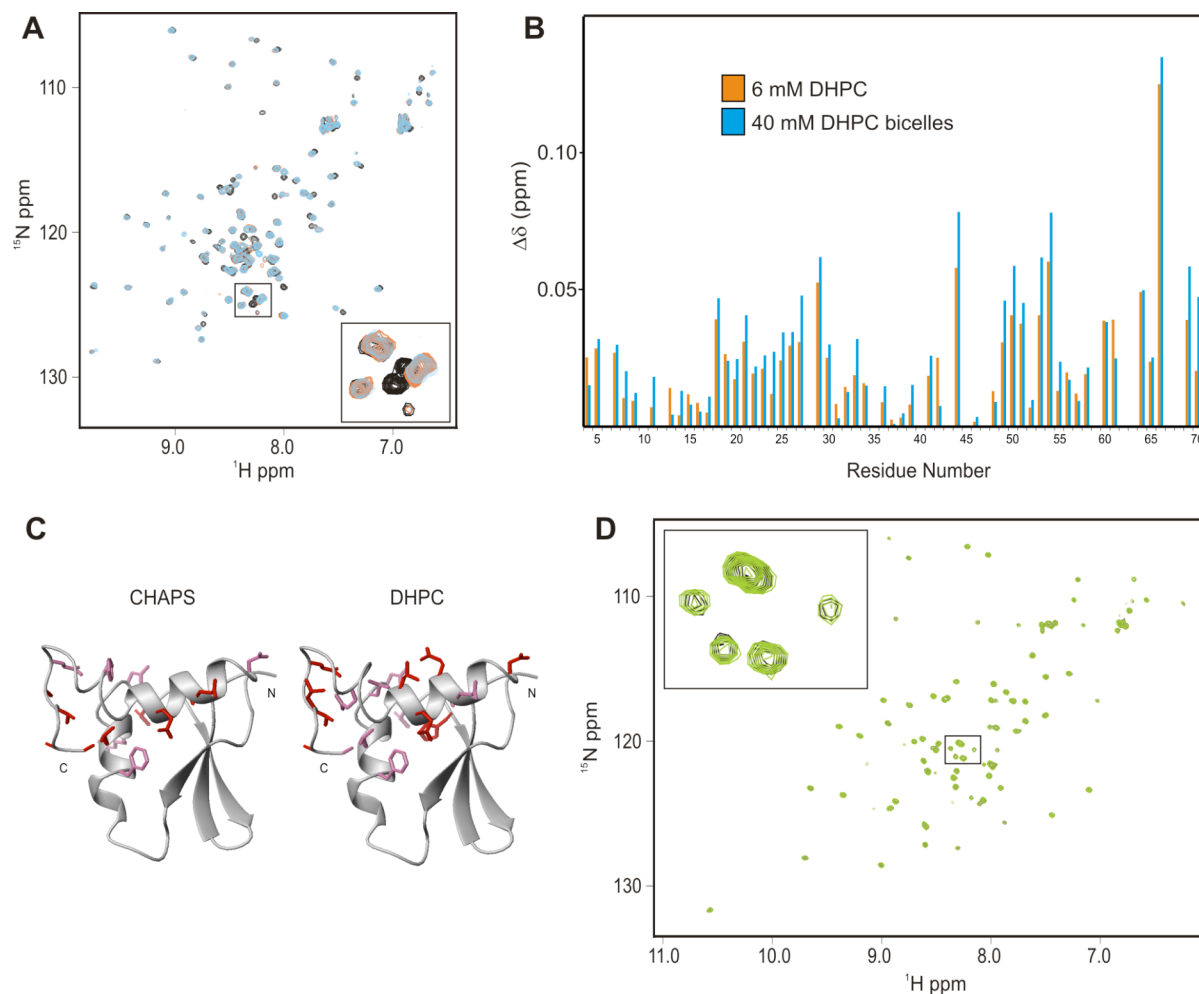 A
110
120
130
¹⁵N ppm
9.0 8.0 7.0
¹H ppm
B
6 mM DHPC
40 mM DHPC bicelles
0.10
0.05
Δδ (ppm)
5 10 15 20 25 30 35 40 45 50 55 60 65 70
Residue Number
C
CHAPS DHPC
N N
C C
D
110
120
130
¹⁵N ppm
11.0 10.0 9.0 8.0 7.0
¹H ppm